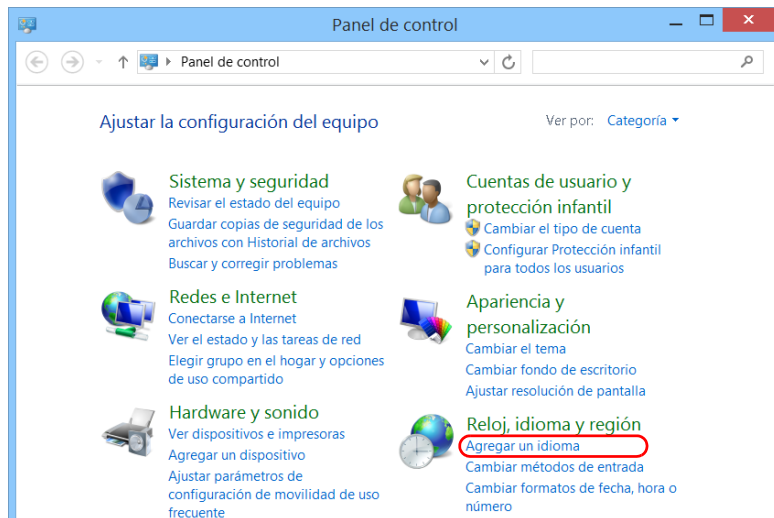 Panel de control
Panel de control
Ajustar la configuración del equipo
Ver por: Categoría
Sistema y seguridad
Revisar el estado del equipo
Guardar copias de seguridad de los
archivos con Historial de archivos
Buscar y corregir problemas
Redes e Internet
Conectarse a Internet
Ver el estado y las tareas de red
Elegir grupo en el hogar y opciones
de uso compartido
Hardware y sonido
Ver dispositivos e impresoras
Agregar un dispositivo
Ajustar parámetros de
configuración de movilidad de uso
frecuente
Cuentas de usuario y
protección infantil
Cambiar el tipo de cuenta
Configurar Protección infantil
para todos los usuarios
Apariencia y
personalización
Cambiar el tema
Cambiar fondo de escritorio
Ajustar resolución de pantalla
Reloj, idioma y región
Agregar un idioma
Cambiar métodos de entrada
Cambiar formatos de fecha, hora o
número